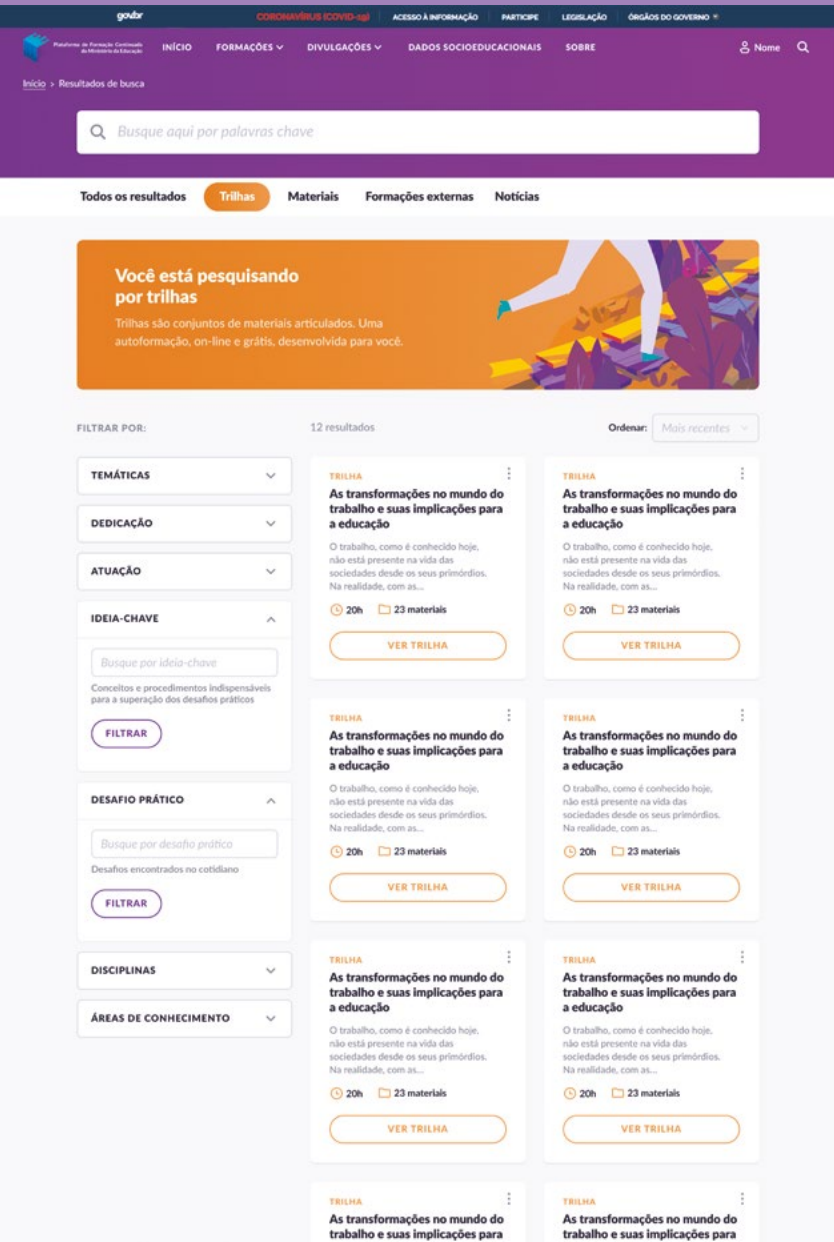 govbr
CORONAVÍRUS (COVID-19)
ACESSO À INFORMAÇÃO
PARTICIPE
LEGISLAÇÃO
ÓRGÃOS DO GOVERNO
Plataforma de Formação Continuada
do Ministério da Educação
INÍCIO
FORMAÇÕES
DIVULGAÇÕES
DADOS SOCIOEDUCACIONAIS
SOBRE
Nome
Início > Resultados de busca
Busque aqui por palavras chave
Todos os resultados
Trilhas
Materiais
Formações externas
Notícias
Você está pesquisando
por trilhas
Trilhas são conjuntos de materiais articulados. Uma
autoformação, on-line e grátis, desenvolvida para você.
FILTRAR POR:
12 resultados
Ordenar:
Mais recentes
TEMÁTICAS
DEDICAÇÃO
ATUAÇÃO
IDEIA-CHAVE
Busque por ideia-chave
Conceitos e procedimentos indispensáveis
para a superação dos desafios práticos
FILTRAR
DESAFIO PRÁTICO
Busque por desafio prático
Desafios encontrados no cotidiano
FILTRAR
DISCIPLINAS
ÁREAS DE CONHECIMENTO
TRILHA
As transformações no mundo do
trabalho e suas implicações para
a educação
O trabalho, como é conhecido hoje,
não está presente na vida das
sociedades desde os seus primórdios.
Na realidade, com as...
20h
23 materiais
VER TRILHA
TRILHA
As transformações no mundo do
trabalho e suas implicações para
a educação
O trabalho, como é conhecido hoje,
não está presente na vida das
sociedades desde os seus primórdios.
Na realidade, com as...
20h
23 materiais
VER TRILHA
TRILHA
As transformações no mundo do
trabalho e suas implicações para
a educação
O trabalho, como é conhecido hoje,
não está presente na vida das
sociedades desde os seus primórdios.
Na realidade, com as...
20h
23 materiais
VER TRILHA
TRILHA
As transformações no mundo do
trabalho e suas implicações para
a educação
O trabalho, como é conhecido hoje,
não está presente na vida das
sociedades desde os seus primórdios.
Na realidade, com as...
20h
23 materiais
VER TRILHA
TRILHA
As transformações no mundo do
trabalho e suas implicações para
a educação
O trabalho, como é conhecido hoje,
não está presente na vida das
sociedades desde os seus primórdios.
Na realidade, com as...
20h
23 materiais
VER TRILHA
TRILHA
As transformações no mundo do
trabalho e suas implicações para
a educação
O trabalho, como é conhecido hoje,
não está presente na vida das
sociedades desde os seus primórdios.
Na realidade, com as...
20h
23 materiais
VER TRILHA
TRILHA
As transformações no mundo do
trabalho e suas implicações para
TRILHA
As transformações no mundo do
trabalho e suas implicações para